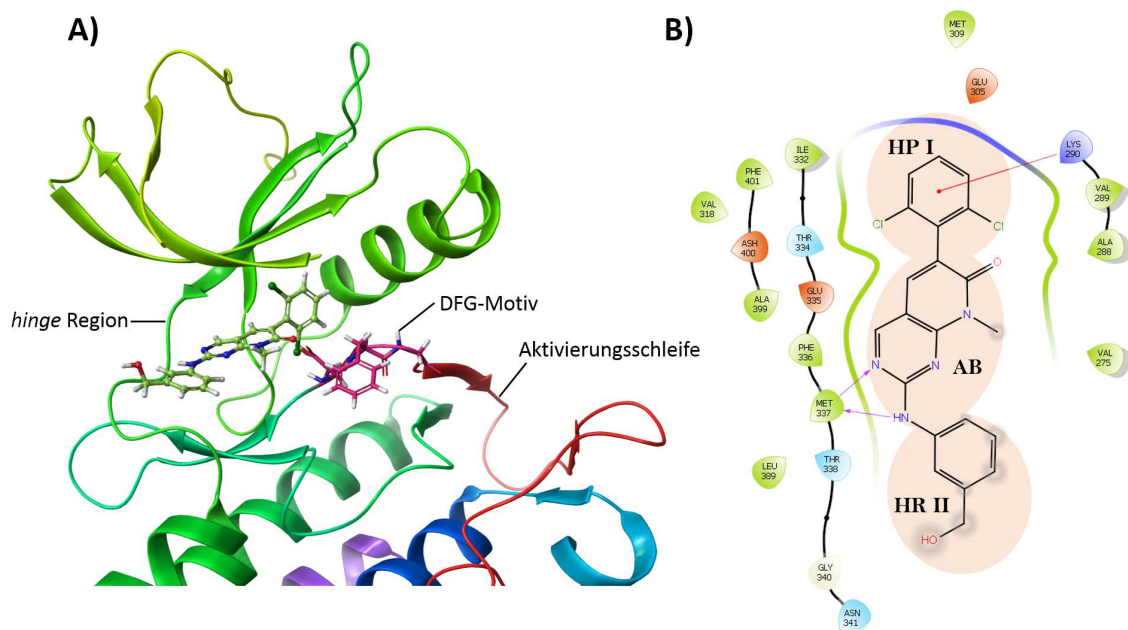 A)
hinge Region
DFG-Motiv
Aktivierungsschleife
B)
MET
309
GLU
305
HP I
LYS
290
ILE
332
PHE
401
VAL
318
VAL
289
Cl
Cl
ASH
400
THR
334
ALA
288
O
ALA
399
GLU
335
N
PHE
336
AB
VAL
275
N
N
MET
337
HN
LEU
389
THR
338
HR II
HO
GLY
340
ASN
341